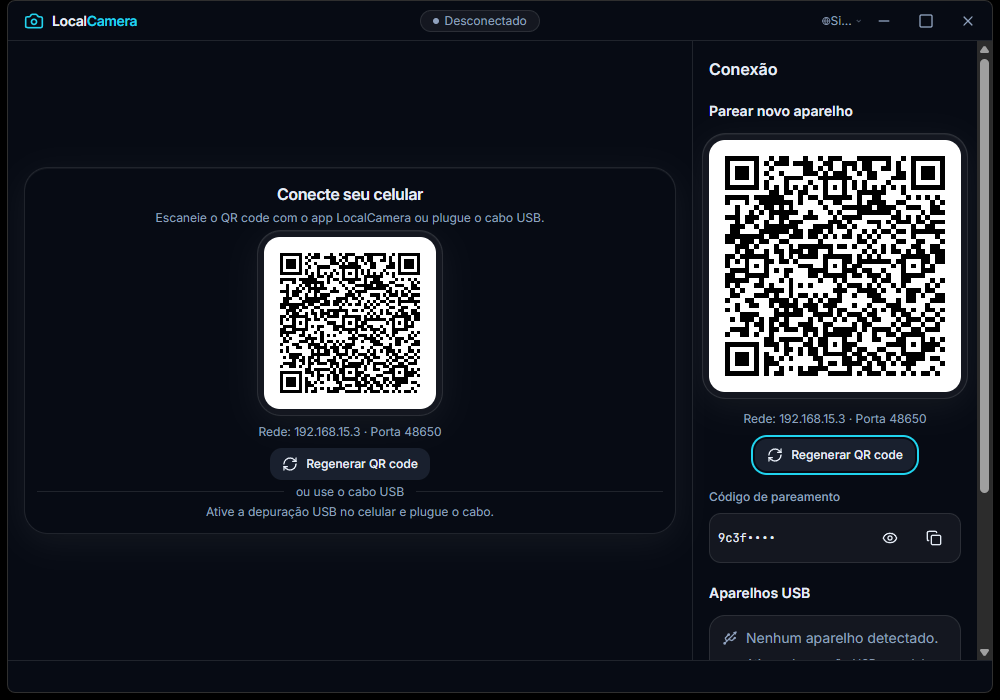 LocalCamera
Desconectado
Si...
Conecte seu celular
Escaneie o QR code com o app LocalCamera ou plugue o cabo USB.
Rede: 192.168.15.3 · Porta 48650
Regenerar QR code
ou use o cabo USB
Ative a depuração USB no celular e plugue o cabo.
Conexão
Parear novo aparelho
Rede: 192.168.15.3 · Porta 48650
Regenerar QR code
Código de pareamento
9c3f••••
Aparelhos USB
Nenhum aparelho detectado.